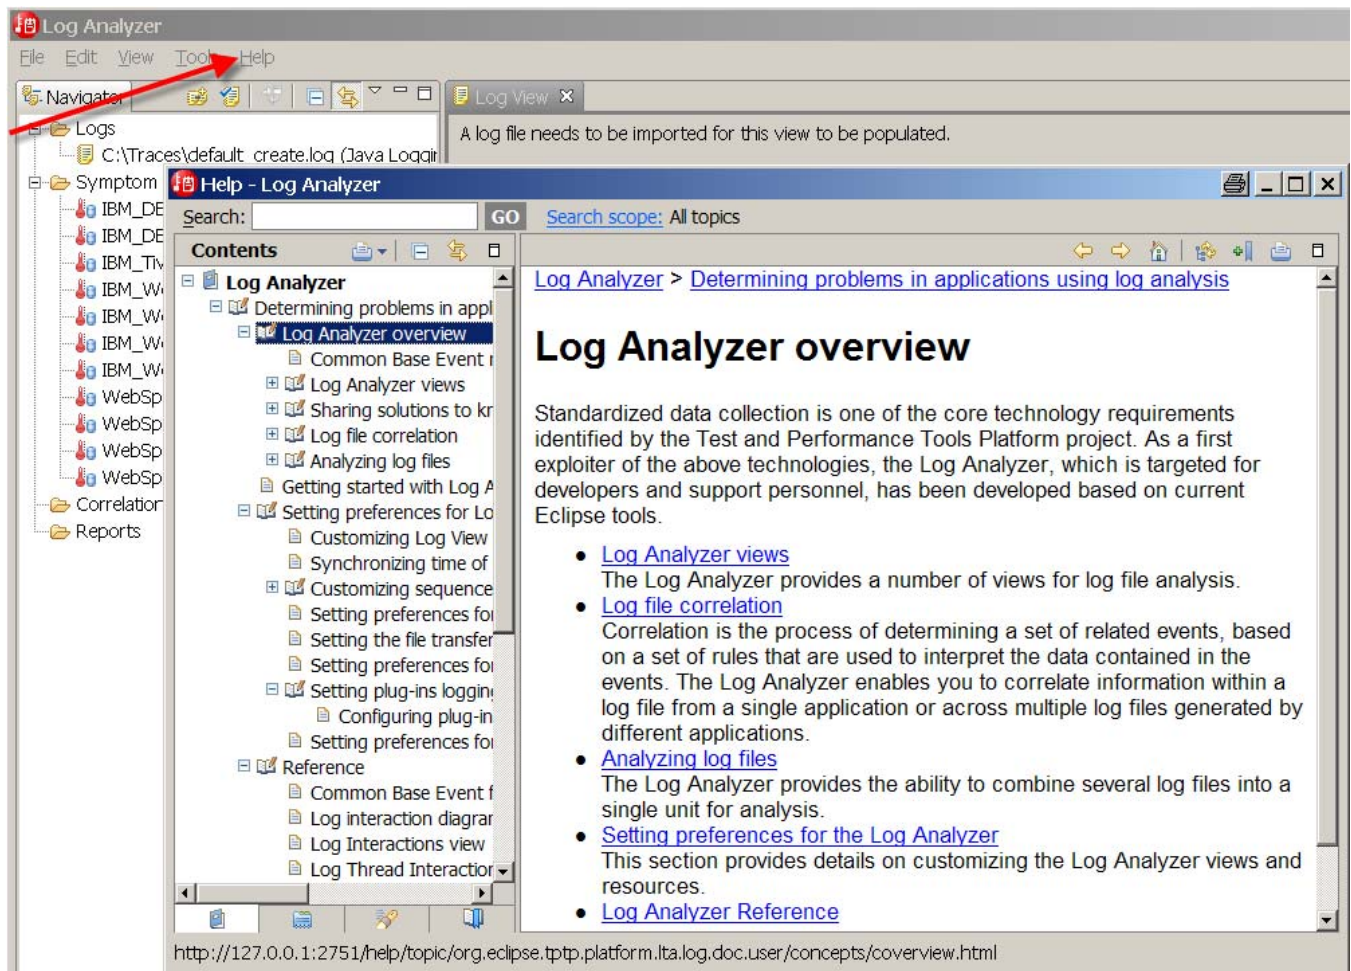 Log Analyzer
File Edit View Tools Help
Navigator
Log View
Logs
A log file needs to be imported for this view to be populated.
C:\Traces\default_create.log (Java Loggin
Symptom
IBM_DE
IBM_DE
IBM_Tiv
IBM_We
IBM_We
IBM_We
IBM_We
WebSp
WebSp
WebSp
WebSp
Correlation
Reports
Help - Log Analyzer
Search: GO Search scope: All topics
Contents
Log Analyzer
Determining problems in appl
Log Analyzer overview
Common Base Event r
Log Analyzer views
Sharing solutions to kr
Log file correlation
Analyzing log files
Getting started with Log A
Setting preferences for Lo
Customizing Log View
Synchronizing time of
Customizing sequence
Setting preferences for
Setting the file transfer
Setting preferences for
Setting plug-ins logging
Configuring plug-in
Setting preferences for
Reference
Common Base Event f
Log interaction diagrar
Log Interactions view
Log Thread Interaction
Log Analyzer > Determining problems in applications using log analysis
Log Analyzer overview
Standardized data collection is one of the core technology requirements
identified by the Test and Performance Tools Platform project. As a first
exploiter of the above technologies, the Log Analyzer, which is targeted for
developers and support personnel, has been developed based on current
Eclipse tools.
● Log Analyzer views
The Log Analyzer provides a number of views for log file analysis.
● Log file correlation
Correlation is the process of determining a set of related events, based
on a set of rules that are used to interpret the data contained in the
events. The Log Analyzer enables you to correlate information within a
log file from a single application or across multiple log files generated by
different applications.
● Analyzing log files
The Log Analyzer provides the ability to combine several log files into a
single unit for analysis.
● Setting preferences for the Log Analyzer
This section provides details on customizing the Log Analyzer views and
resources.
● Log Analyzer Reference
http://127.0.0.1:2751/help/topic/org.eclipse.tptp.platform.lta.log.doc.user/concepts/coverview.html